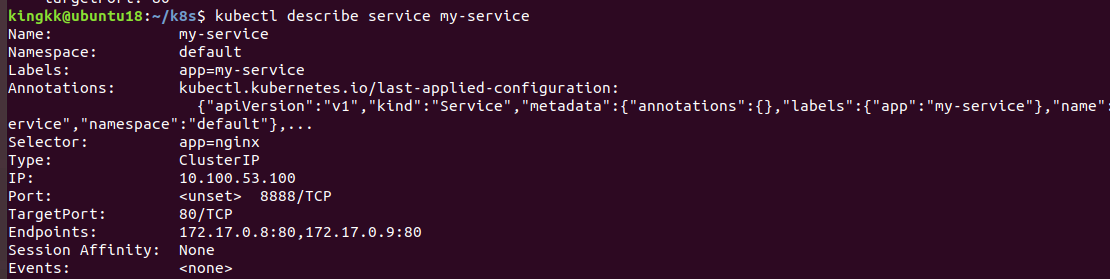 targetPort: 80
kingkk@ubuntu18:~/k8s$ kubectl describe service my-service
Name:              my-service
Namespace:         default
Labels:            app=my-service
Annotations:       kubectl.kubernetes.io/last-applied-configuration:
                     {"apiVersion":"v1","kind":"Service","metadata":{"annotations":{},"labels":{"app":"my-service"},"name":
ervice","namespace":"default"},...
Selector:          app=nginx
Type:              ClusterIP
IP:                10.100.53.100
Port:              <unset>  8888/TCP
TargetPort:        80/TCP
Endpoints:         172.17.0.8:80,172.17.0.9:80
Session Affinity:  None
Events:            <none>